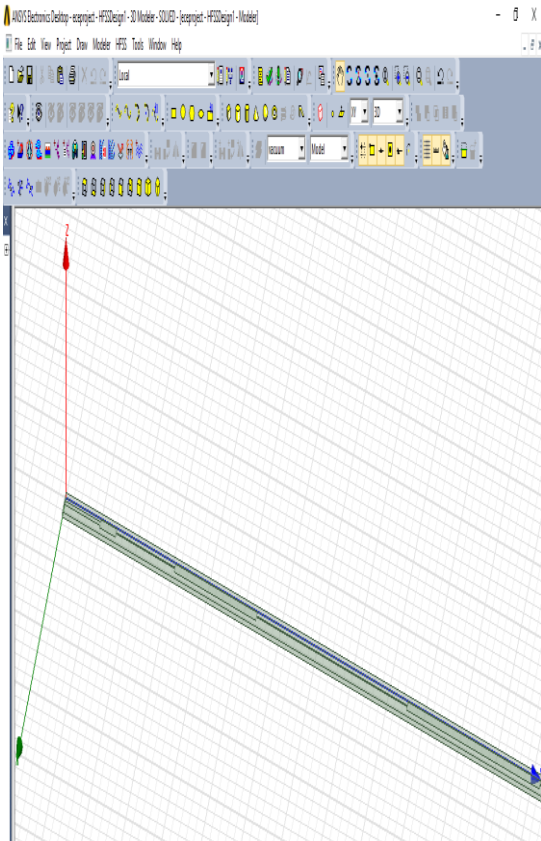 ANSYS Electronics Desktop - eceproject - HFSSDesign1 - 3D Modeler - SOLVED - [eceproject - HFSSDesign1 - Modeler]
File Edit View Project Draw Modeler HFSS Tools Window Help
Local
XY 3D
vacuum Model
Z